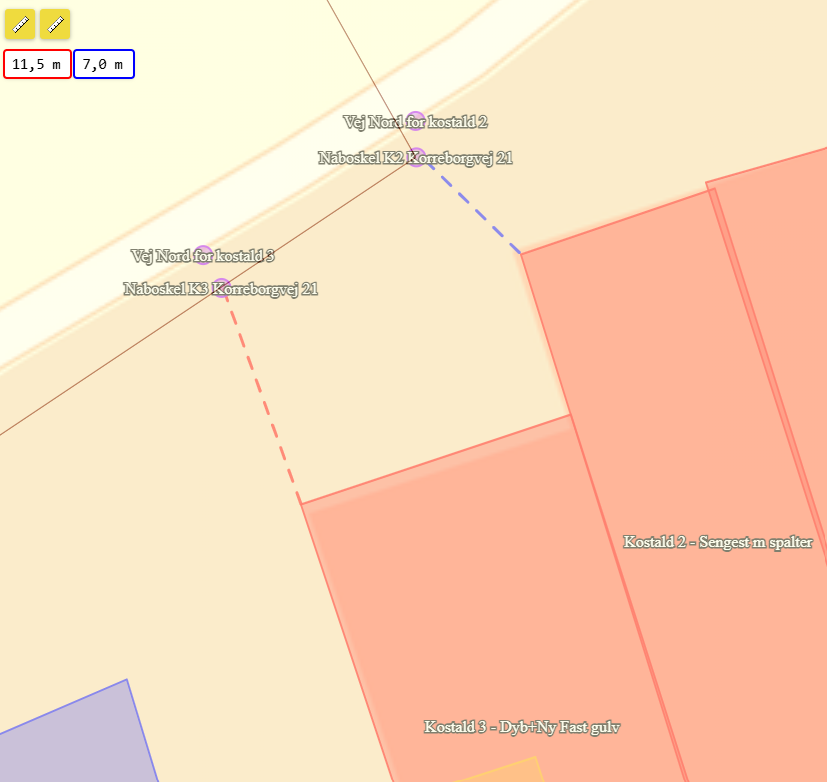 11,5 m
7,0 m
Vej Nord for kostald 2
Naboskel K2 Korreborgvej 21
Vej Nord for kostald 3
Naboskel K3 Korreborgvej 21
Kostald 2 - Sengest m spalter
Kostald 3 - Dyb+Ny Fast gulv